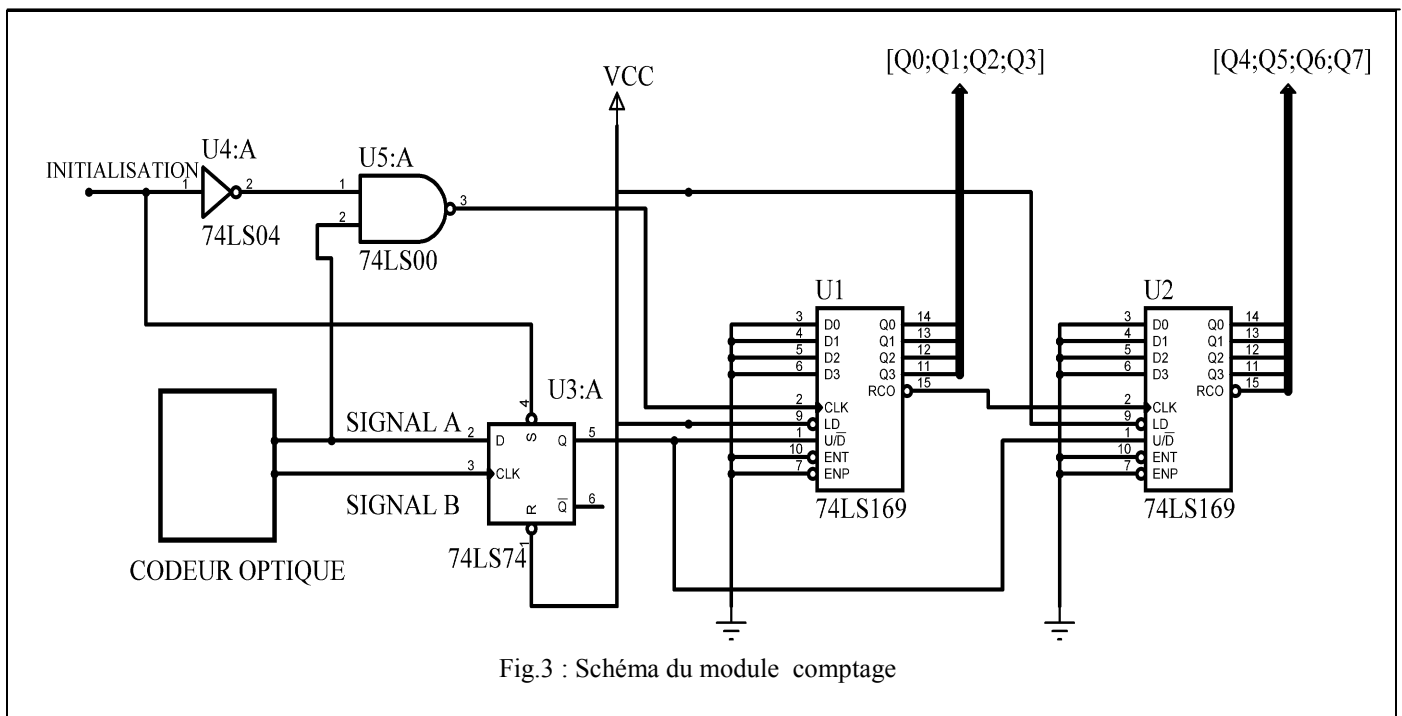 [Q0;Q1;Q2;Q3]
[Q4;Q5;Q6;Q7]
VCC
U4:A
U5:A
INITIALISATION
1
2
1
2
3
74LS04
74LS00
U1
U2
3 D0 Q0 14
4 D1 Q1 13
5 D2 Q2 12
6 D3 Q3 11
RCO 15
2 CLK
9 LD
1 U/D̅
10 ENT
7 ENP
74LS169
3 D0 Q0 14
4 D1 Q1 13
5 D2 Q2 12
6 D3 Q3 11
RCO 15
2 CLK
9 LD
1 U/D̅
10 ENT
7 ENP
74LS169
U3:A
4
SIGNAL A
2 D S Q 5
3 CLK
SIGNAL B
R Q̅ 6
1
74LS74
CODEUR OPTIQUE
Fig.3 : Schéma du module comptage